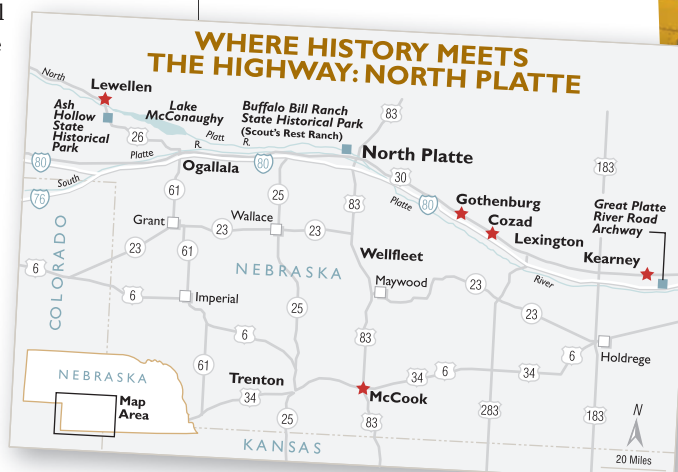 WHERE HISTORY MEETS
THE HIGHWAY: NORTH PLATTE
North
Lewellen
Ash
Hollow
State
Historical
Park
Lake
McConaughy
Buffalo Bill Ranch
State Historical Park
(Scout's Rest Ranch)
83
26
Platt
R.
R.
Platte
North Platte
183
80
South
Ogallala
80
30
76
61
25
83
Platte
80
Gothenburg
Cozad
Lexington
Great Platte
River Road
Archway
Kearney
Grant
23
Wallace
23
23
61
Wellfleet
NEBRASKA
COLORADO
6
6
Imperial
Maywood
23
River
23
25
6
83
Holdrege
61
Trenton
34
25
McCook
34
6
34
6
83
283
183
NEBRASKA
Map
Area
KANSAS
N
20 Miles